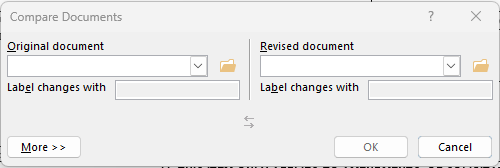 Compare Documents ?
Original document Revised document
Label changes with Label changes with
More >> OK Cancel